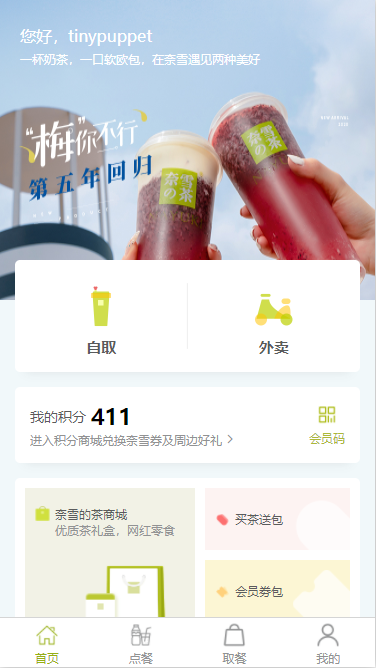 您好，tinypuppet
一杯奶茶，一口软欧包，在奈雪遇见两种美好
“梅”你不行
第五年回归
奈雪
の茶
奈雪
の茶
自取
外卖
我的积分 411
进入积分商城兑换奈雪券及周边好礼 >
会员码
奈雪的茶商城
优质茶礼盒，网红零食
买茶送包
会员券包
首页
点餐
取餐
我的